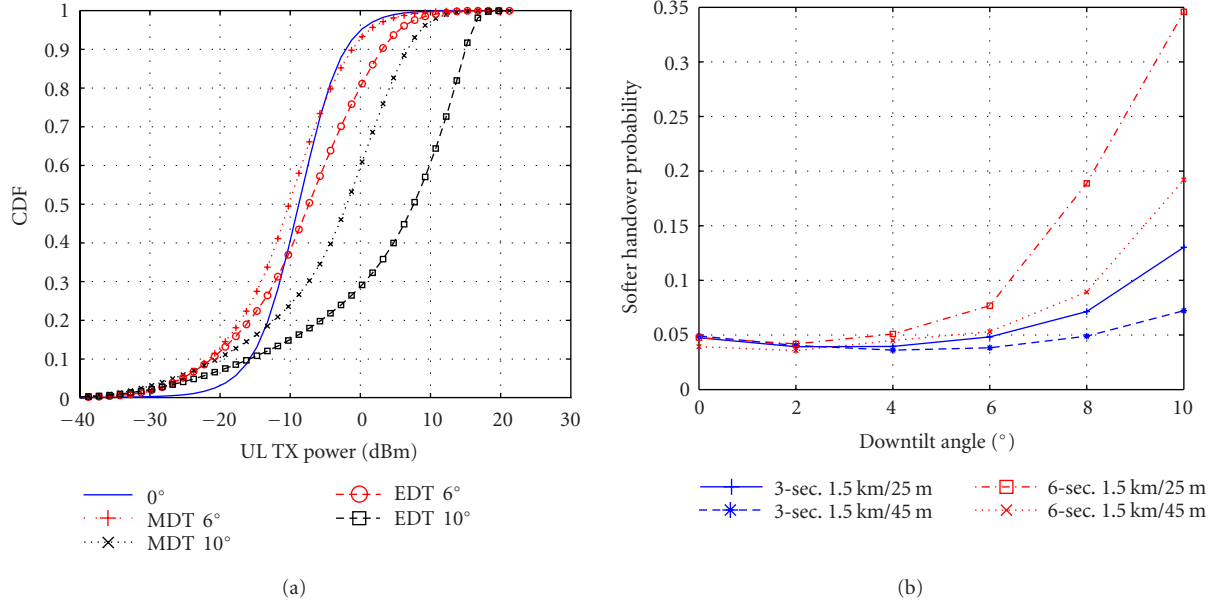 1
0.9
0.8
0.7
0.6
0.5
0.4
0.3
0.2
0.1
0
CDF
−40 −30 −20 −10 0 10 20 30
UL TX power (dBm)
0°
MDT 6°
MDT 10°
EDT 6°
EDT 10°
(a)
0.35
0.3
0.25
0.2
0.15
0.1
0.05
0
Softer handover probability
0 2 4 6 8 10
Downtilt angle (°)
3-sec. 1.5 km/25 m
3-sec. 1.5 km/45 m
6-sec. 1.5 km/25 m
6-sec. 1.5 km/45 m
(b)